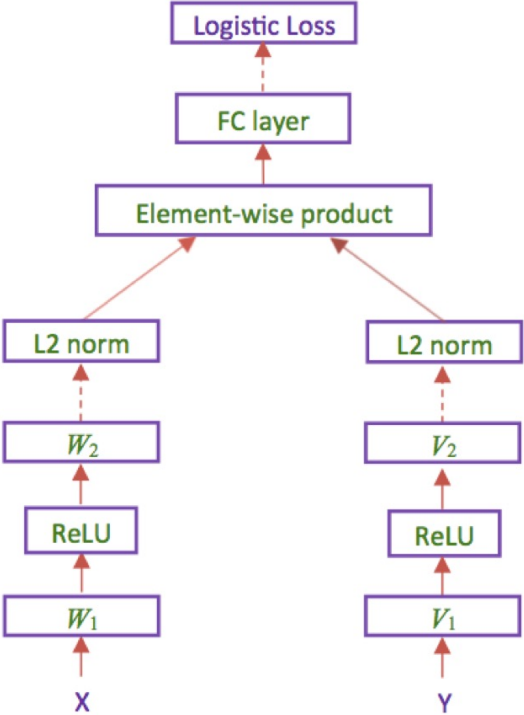 Logistic Loss
FC layer
Element-wise product
L2 norm
L2 norm
W₂
V₂
ReLU
ReLU
W₁
V₁
X
Y